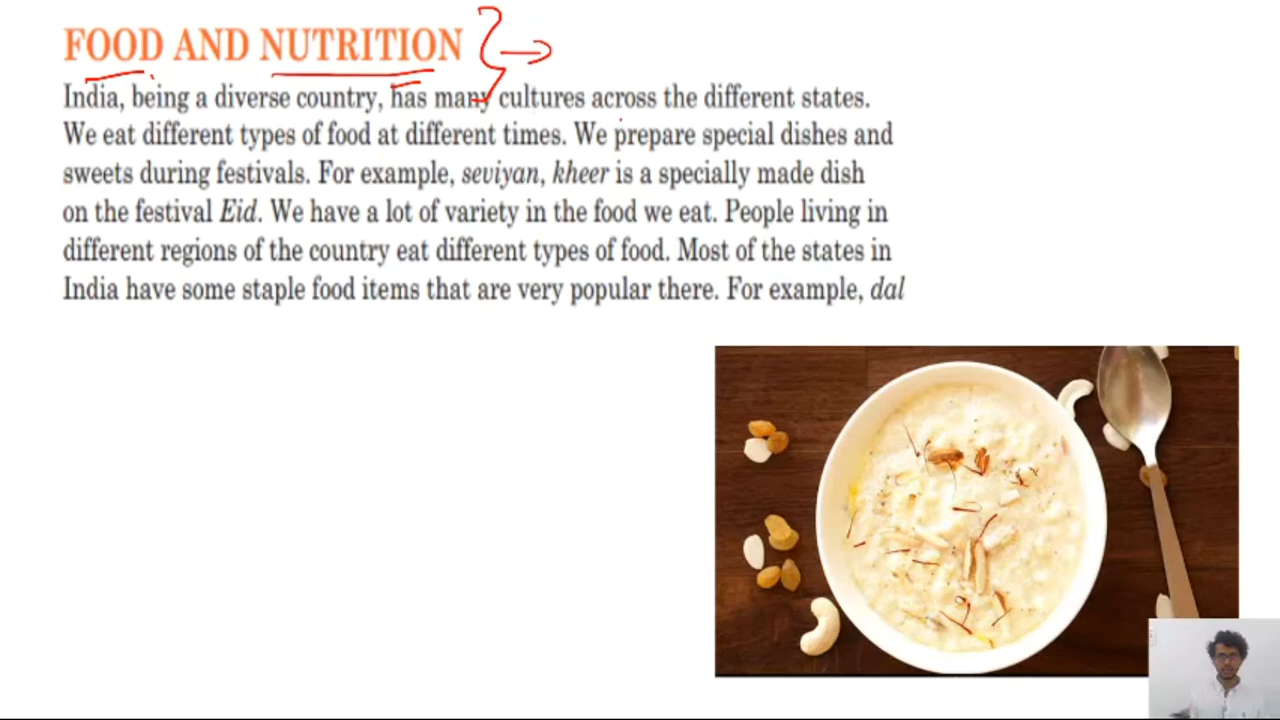 FOOD AND NUTRITION
India, being a diverse country, has many cultures across the different states.
We eat different types of food at different times. We prepare special dishes and
sweets during festivals. For example, seviyan, kheer is a specially made dish
on the festival Eid. We have a lot of variety in the food we eat. People living in
different regions of the country eat different types of food. Most of the states in
India have some staple food items that are very popular there. For example, dal